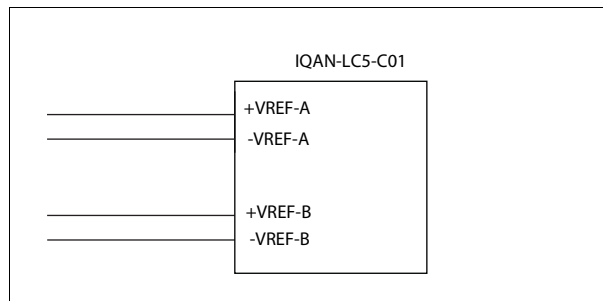 IQAN-LC5-C01
+VREF-A
-VREF-A
+VREF-B
-VREF-B